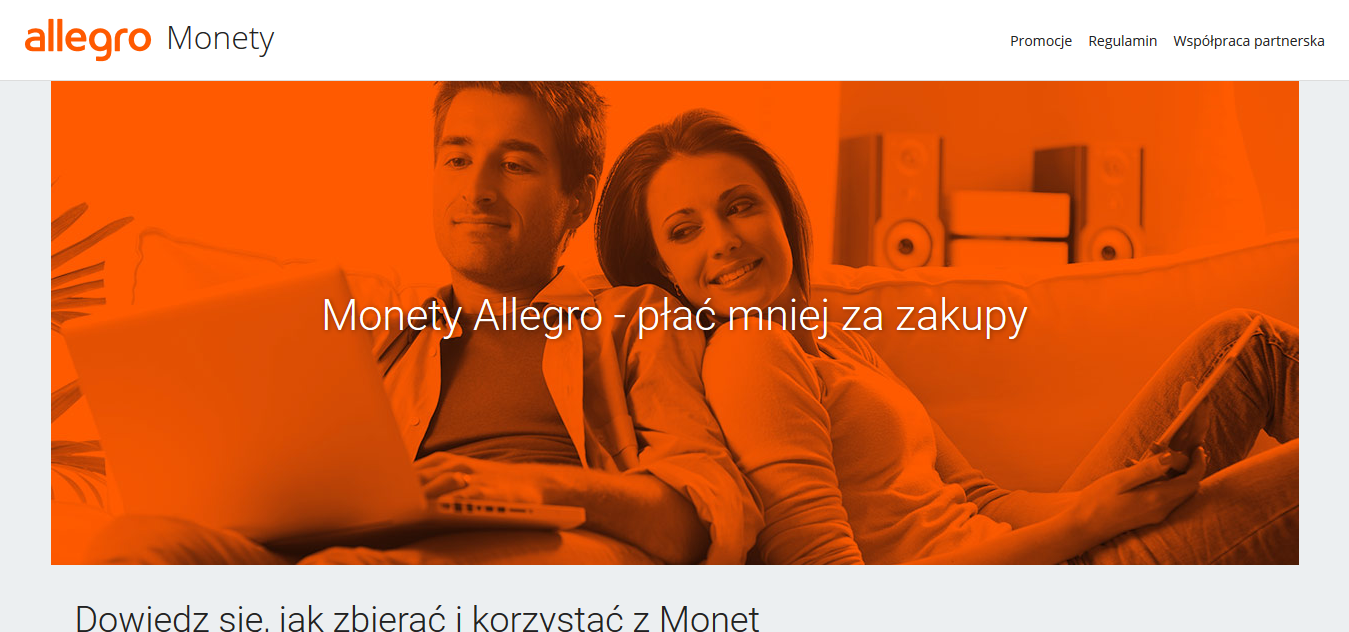 allegro Monety
Promocje Regulamin Współpraca partnerska
Monety Allegro - płać mniej za zakupy
Dowiedz się, jak zbierać i korzystać z Monet